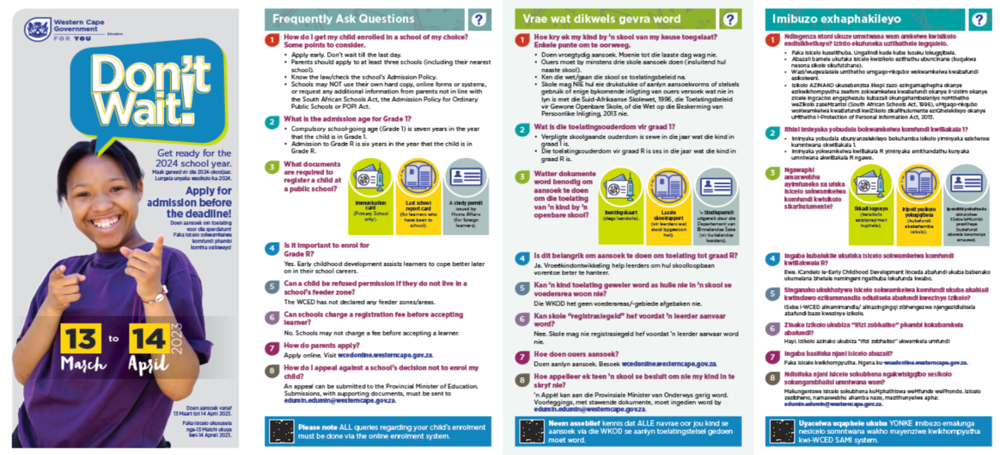 Western Cape
Government
Education
FOR YOU
Don't
Wait!
Get ready for the
2024 school year.
Maak gereed vir die 2024-skooljaar.
Lungela unyaka wesikolo ka-2024.
Apply for
admission before
the deadline!
Doen aansoek om toelating
voor die sperdatum!
Faka isicelo sokwamkelwa
komfundi phambi
komhla osikiweyo!
13 to 14
March April
2023
Doen aansoek vanaf
13 Maart tot 14 April 2023.
Faka isicelo ukususela
nge-13 Matshi ukuya
kwi-14 Apreli 2023.
Frequently Ask Questions
?
1 How do I get my child enrolled in a school of my choice?
Some points to consider.
• Apply early. Don't wait till the last day.
• Parents should apply to at least three schools (including their nearest
school).
• Know the law/check the school's Admission Policy.
• Schools may NOT use their own hard copy, online forms or systems,
or request any additional information from parents not in line with
the South African Schools Act, the Admission Policy for Ordinary
Public Schools or POPI Act.
2 What is the admission age for Grade 1?
• Compulsory school-going age (Grade 1) is seven years in the year
that the child is in Grade 1.
• Admission to Grade R is six years in the year that the child is in
Grade R.
3 What documents
are required to
register a child at
a public school?
Immunisation
card
(Primary School
only).
Last school
report card
(for learners who
have been to
school).
A study permit
issued by
Home Affairs
(for foreign
learners).
4 Is it important to enrol for
Grade R?
Yes. Early childhood development assists learners to cope better later
on in their school careers.
5 Can a child be refused permission if they do not live in a
school's feeder zone?
The WCED has not declared any feeder zones/areas.
6 Can schools charge a registration fee before accepting
learner?
No. Schools may not charge a fee before accepting a learner.
7 How do parents apply?
Apply online. Visit wcedonline.westerncape.gov.za.
8 How do I appeal against a school's decision not to enrol my
child?
An appeal can be submitted to the Provincial Minister of Education.
Submissions, with supporting documents, must be sent to
edumin.edumin@westerncape.gov.za.
Please note ALL queries regarding your child's enrolment
must be done via the online enrolment system.
Vrae wat dikwels gevra word
?
1 Hoe kry ek my kind by 'n skool van my keuse toegelaat?
Enkele punte om te oorweeg.
• Doen vroegtydig aansoek. Moenie tot die laaste dag wag nie.
• Ouers moet by minstens drie skole aansoek doen (insluitend hul
naaste skool).
• Ken die wet/gaan die skool se toelatingsbeleid na.
• Skole mag NIE hul eie drukstukke of aanlyn aansoekvorms of stelsels
gebruik of enige bykomende inligting van ouers versoek wat nie in
lyn is met die Suid-Afrikaanse Skolewet, 1996, die Toelatingsbeleid
vir Gewone Openbare Skole, of die Wet op die Beskerming van
Persoonlike Inligting, 2013 nie.
2 Wat is die toelatingsouderdom vir graad 1?
• Verpligte skoolgaande ouderdom is sewe in die jaar wat die kind in
graad 1 is.
• Die toelatingsouderdom vir graad R is ses in die jaar wat die kind in
graad R is.
3 Watter dokumente
word benodig om
aansoek te doen
om die toelating
van 'n kind by 'n
openbare skool?
Inentingskaart
(slegs laerskole).
Laaste
skoolrapport
(vir leerders wat
skool bygewoon
het).
'n Studiepermit
uitgereik deur die
Departement van
Binnelandse Sake
(vir buitelandse
leerders).
4 Is dit belangrik om aansoek te doen om toelating tot graad R?
Ja. Vroeëkindontwikkeling help leerders om hul skoolloopbaan
vorentoe beter te hanteer.
5 Kan 'n kind toelating geweier word as hulle nie in 'n skool se
voederarea woon nie?
Die WKOD het geen voederareas/-gebiede afgebaken nie.
6 Kan skole "registrasiegeld" hef voordat 'n leerder aanvaar
word?
Nee. Skole mag nie registrasiegeld hef voordat 'n leerder aanvaar word
nie.
7 Hoe doen ouers aansoek?
Doen aanlyn aansoek. Besoek wcedonline.westerncape.gov.za.
8 Hoe appelleer ek teen 'n skool se besluit om nie my kind in te
skryf nie?
'n Appèl kan aan die Provinsiale Minister van Onderwys gerig word.
Voorleggings, met stawende dokumente, moet ingedien word by
edumin.edumin@westerncape.gov.za.
Neem asseblief kennis dat ALLE navrae oor jou kind se
aansoek via die WKOD se aanlyn toelatingstelsel gedoen
moet word.
Imibuzo exhaphakileyo
?
1 Ndingenza ntoni ukuze umntwana wam amkelwe kwisikolo
endisikhethayo? Izinto ekufuneka uzithathele ingqalelo.
• Faka isicelo kuselithuba. Ungalindi kude kube lusuku lokugqibela.
• Abazali bamele ukufaka isicelo kwizikolo ezithathu ubuncinane (kuqukwa
nesona sikolo sikufutshane).
• Wazi/wuqwalasele umthetho umgaqo-nkqubo wokwamkelwa kwabafundi
esikolweni.
• Izikolo AZINAKO ukusebenzisa iikopi zazo ezingamaphepha okanye
ezikwikhompyutha zeefom zokwamkelwa kwabafundi okanye ii-sistim okanye
zicele ingcaciso engaphezulu kubazali okungahambelaniyo noMthetho
weZikolo zaseMzantsi (South African Schools Act, 1996), uMgaqo-nkqubo
woKwamkelwa kwaBafundi kwiZikolo zikaRhulumente eziQhelekileyo okanye
uMthetho i-Protection of Personal Information Act, 2013.
2 Ithini iminyaka yobudala bokwamkelwa komfundi kwiBakala 1?
• Iminyaka yobudala obunyanzelekileyo bokuhamba isikolo yiminyaka esixhenxe
kumntwana okwiBakala 1.
• Iminyaka yokwamkelwa kwiBakala R yiminyaka emithandathu kunyaka
umntwana akwiBakala R ngawo.
3 Ngawaphi
amaxwebhu
ayimfuneko xa ufaka
isicelo sokwamkelwa
komfundi kwisikolo
sikarhulumente?
Ikhadi logonyo
(kwizikolo
eziziiprayimari
kuphela).
Iripoti yesikolo
yokugqibela
(kubafundi
abebehamba
isikolo).
ekhutshwe
liSebe leMicimbi
yezeKhaya
(kubafundi
abavela kwamanye
amazwe).
4 Ingaba kubalulkile ukufaka isicelo sokwamkelwa komfundi
kwiBakwala R?
Ewe. ICandelo le-Early Childhood Development linceda abafundi ukuba babenako
ukumelana bhetele nemingeni ngethuba lokufunda kwabo.
5 Singanako ukukhatywa isicelo sokwamkelwa komfundi ukuba akahlali
kwiindawo ezikummandla odlulisela abafundi kwezinye izikolo?
ISebe i-WCED alinamimandla/ alinazingingqi zibhengezwe njengezidlulisela
abafundi bazo kwezinye izikolo.
6 Zinako izikolo ukubiza "iifizi zobhaliso" phambi kokubamkela
abafundi?
Hayi. Izikolo azinako ukubiza "iifizi zobhaliso" ukwamkela umfundi
7 Ingaba basifaka njani isicelo abazali?
Faka isicelo kwikhompyutha. Ngena ku-wcedonline.westerncape.gov.za.
8 Ndisifaka njani isicelo sokubhena ngakwisigqibo sesikolo
sokungambhalisi umntwana wam?
Makungeniswe isicelo sokubhena kuMphathiswa weMfundo wePhondo. Izicelo
zezibheno, namaxwebhu ahamba nazo, mazithunyelwe apha:
edumin.edumin@westerncape.gov.za.
Uyacelwa uqaphele ukuba YONKE imibuzo emalunga
nesicelo somntwana wakho mayenziwe kwikhompyutha
kwi-WCED SAMI system.